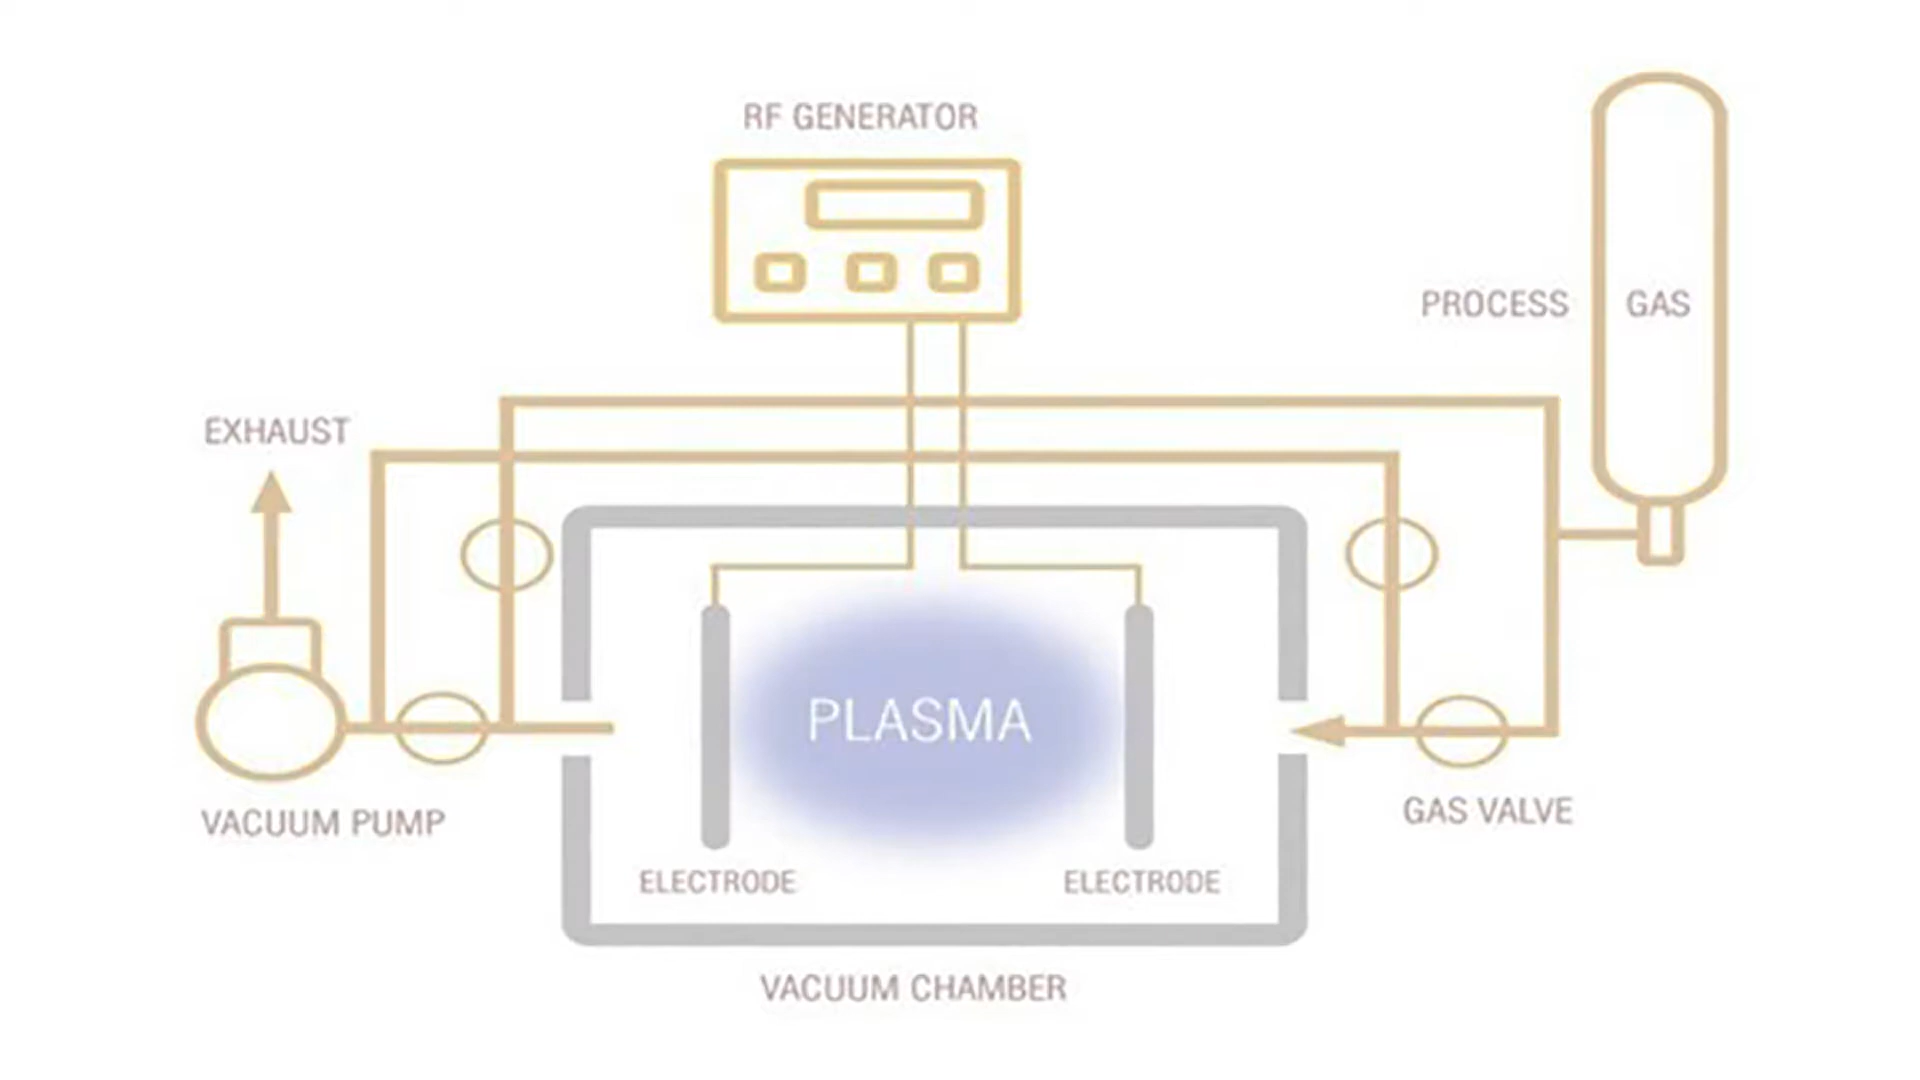 RF GENERATOR
PROCESS GAS
EXHAUST
PLASMA
VACUUM PUMP
GAS VALVE
ELECTRODE
ELECTRODE
VACUUM CHAMBER